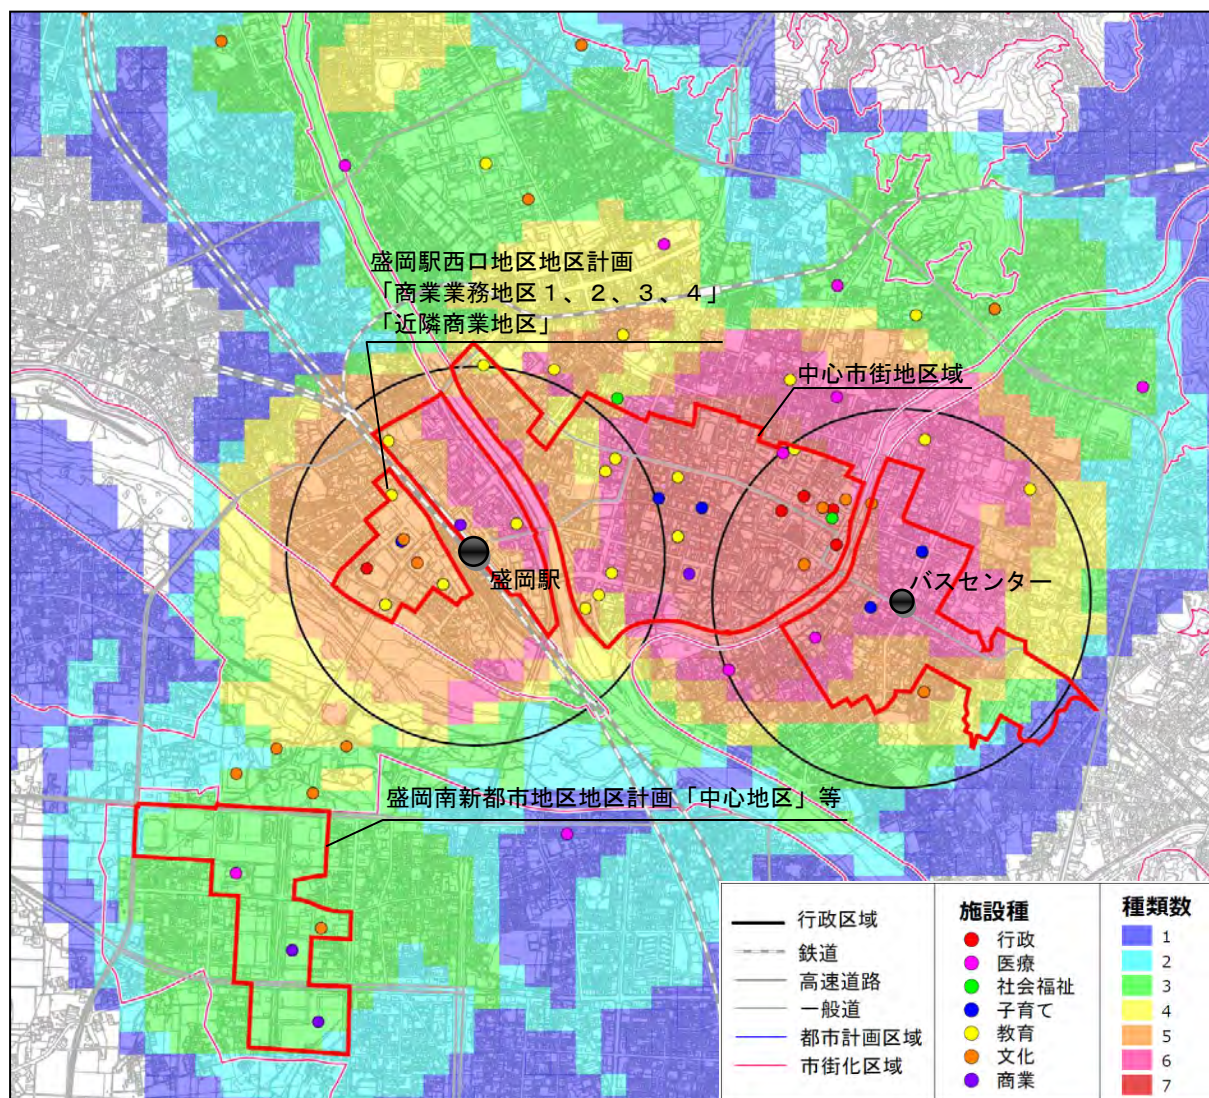 盛岡駅西口地区地区計画
「商業業務地区１、２、３、４」
「近隣商業地区」
中心市街地区域
盛岡駅
バスセンター
盛岡南新都市地区地区計画「中心地区」等
行政区域
鉄道
高速道路
一般道
都市計画区域
市街化区域
施設種
行政
医療
社会福祉
子育て
教育
文化
商業
種類数
1
2
3
4
5
6
7